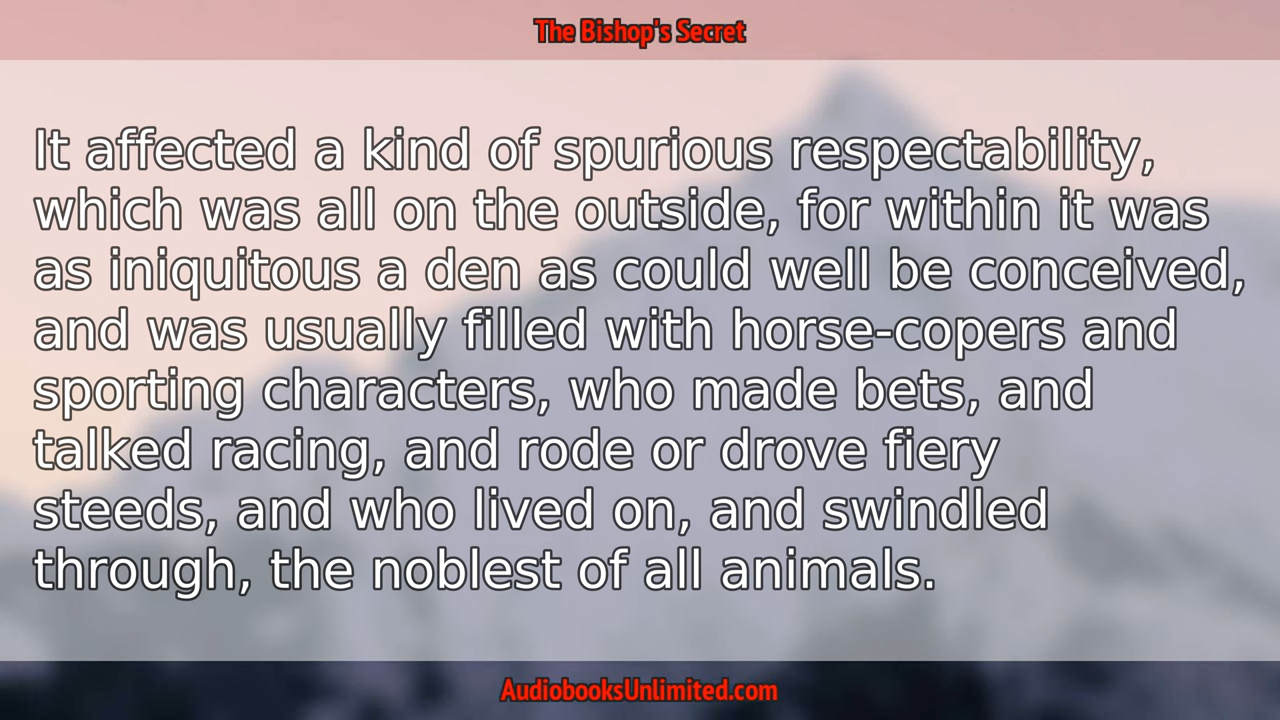 The Bishop's Secret
It affected a kind of spurious respectability,
which was all on the outside, for within it was
as iniquitous a den as could well be conceived,
and was usually filled with horse-copers and
sporting characters, who made bets, and
talked racing, and rode or drove fiery
steeds, and who lived on, and swindled
through, the noblest of all animals.
AudiobooksUnlimited.com